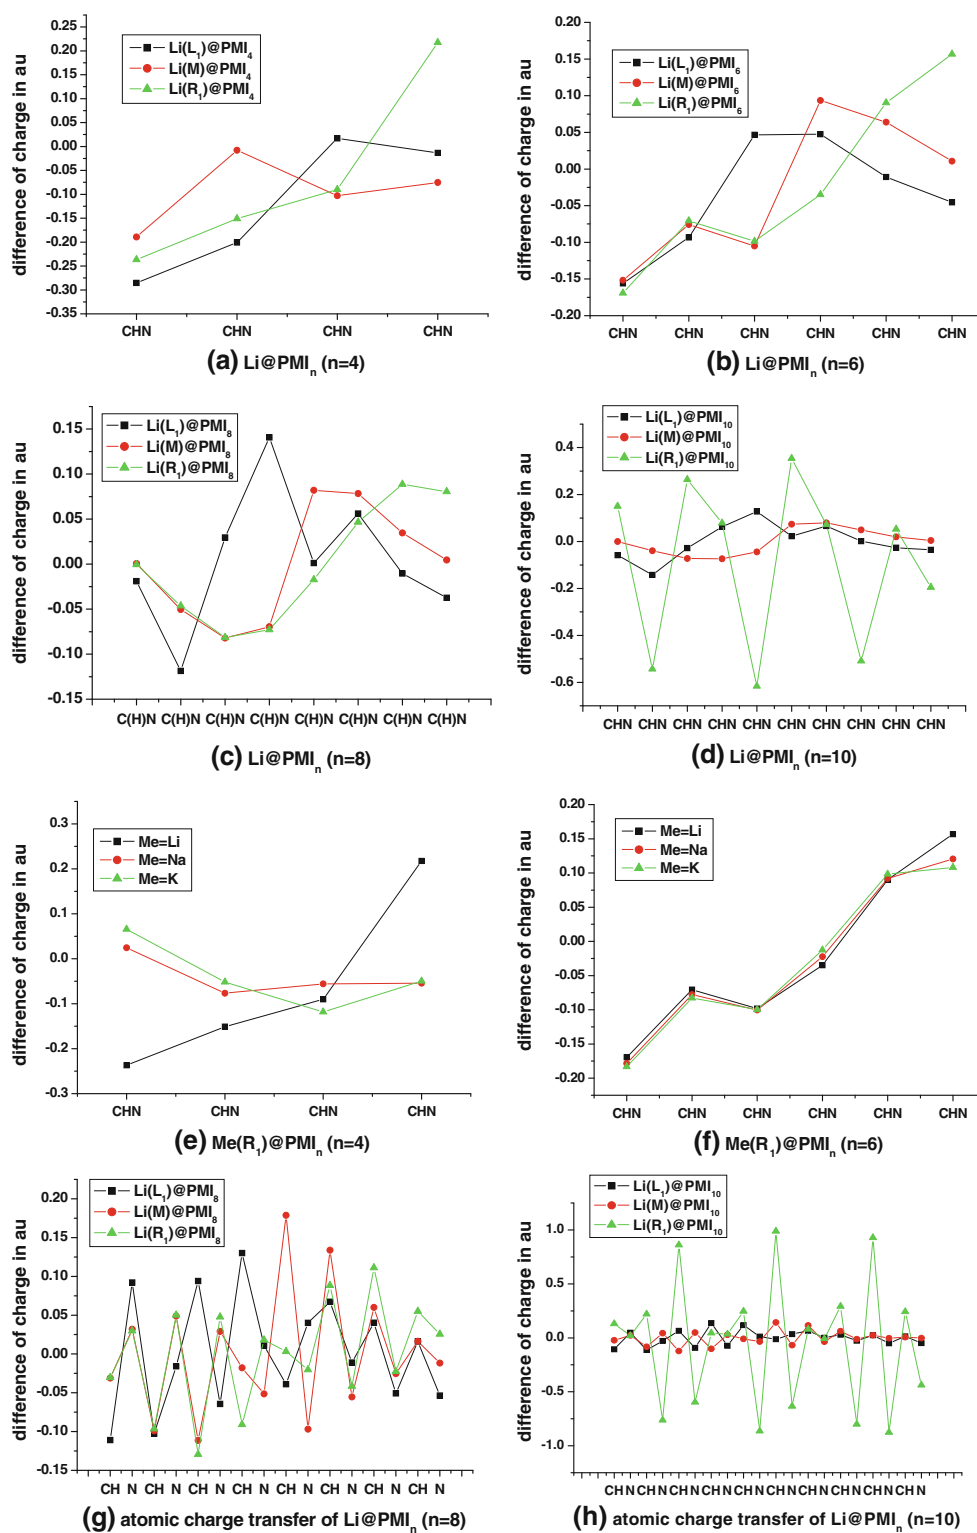 difference of charge in au
0.25
0.20
0.15
0.10
0.05
0.00
-0.05
-0.10
-0.15
-0.20
-0.25
-0.30
-0.35
Li(L₁)@PMI₄
Li(M)@PMI₄
Li(R₁)@PMI₄
CHN CHN CHN CHN
(a) Li@PMIₙ (n=4)
difference of charge in au
0.20
0.15
0.10
0.05
0.00
-0.05
-0.10
-0.15
-0.20
Li(L₁)@PMI₆
Li(M)@PMI₆
Li(R₁)@PMI₆
CHN CHN CHN CHN CHN CHN
(b) Li@PMIₙ (n=6)
difference of charge in au
0.15
0.10
0.05
0.00
-0.05
-0.10
-0.15
Li(L₁)@PMI₈
Li(M)@PMI₈
Li(R₁)@PMI₈
C(H)N C(H)N C(H)N C(H)N C(H)N C(H)N C(H)N C(H)N
(c) Li@PMIₙ (n=8)
difference of charge in au
0.4
0.2
0.0
-0.2
-0.4
-0.6
Li(L₁)@PMI₁₀
Li(M)@PMI₁₀
Li(R₁)@PMI₁₀
CHN CHN CHN CHN CHN CHN CHN CHN CHN CHN
(d) Li@PMIₙ (n=10)
difference of charge in au
0.3
0.2
0.1
0.0
-0.1
-0.2
-0.3
Me=Li
Me=Na
Me=K
CHN CHN CHN CHN
(e) Me(R₁)@PMIₙ (n=4)
difference of charge in au
0.20
0.15
0.10
0.05
0.00
-0.05
-0.10
-0.15
-0.20
Me=Li
Me=Na
Me=K
CHN CHN CHN CHN CHN CHN
(f) Me(R₁)@PMIₙ (n=6)
difference of charge in au
0.20
0.15
0.10
0.05
0.00
-0.05
-0.10
-0.15
Li(L₁)@PMI₈
Li(M)@PMI₈
Li(R₁)@PMI₈
CH N CH N CH N CH N CH N CH N CH N CH N
(g) atomic charge transfer of Li@PMIₙ (n=8)
difference of charge in au
1.0
0.5
0.0
-0.5
-1.0
Li(L₁)@PMI₁₀
Li(M)@PMI₁₀
Li(R₁)@PMI₁₀
CH N CH N CH N CH N CH N CH N CH N CH N CH N CH N
(h) atomic charge transfer of Li@PMIₙ (n=10)